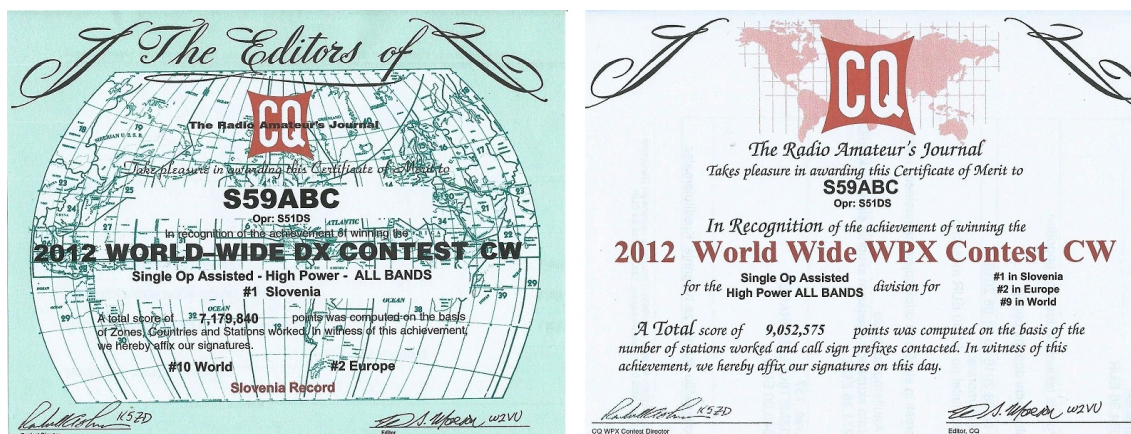 The Editors of
CQ
The Radio Amateur's Journal
Take pleasure in awarding this Certificate of Merit to
S59ABC
Opr: S51DS
In recognition of the achievement of winning the
2012 WORLD-WIDE DX CONTEST CW
Single Op Assisted - High Power - ALL BANDS
#1 Slovenia
A total score of 7,179,840 points was computed on the basis
of Zones, Countries and Stations worked. In witness of this achievement,
we hereby affix our signatures.
#10 World #2 Europe
Slovenia Record
K5ZD W2VU
Editor
CQ
The Radio Amateur's Journal
Takes pleasure in awarding this Certificate of Merit to
S59ABC
Opr: S51DS
In Recognition of the achievement of winning the
2012 World Wide WPX Contest CW
for the Single Op Assisted
High Power ALL BANDS division for
#1 in Slovenia
#2 in Europe
#9 in World
A Total score of 9,052,575 points was computed on the basis of the
number of stations worked and call sign prefixes contacted. In witness of this
achievement, we hereby affix our signatures on this day.
K5ZD W2VU
CQ WPX Contest Director Editor, CQ